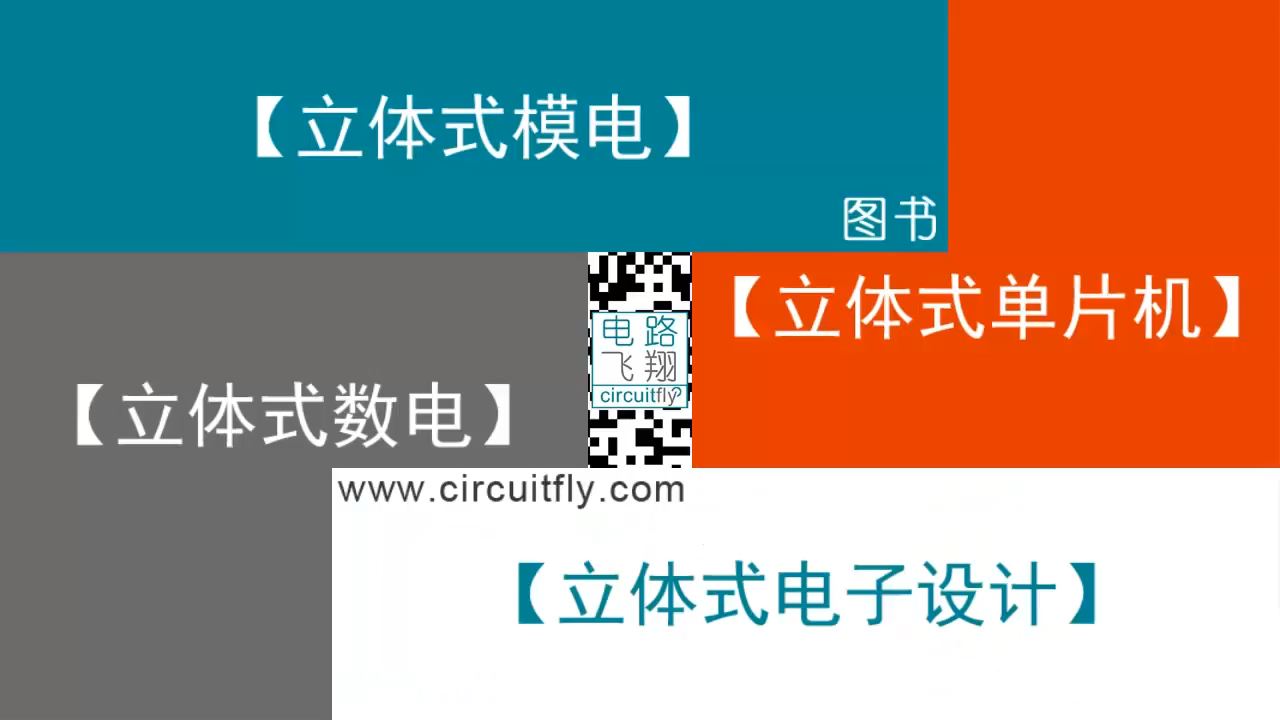 【立体式模电】
图书
【立体式单片机】
电路
飞翔
circuitfly
【立体式数电】
www.circuitfly.com
【立体式电子设计】